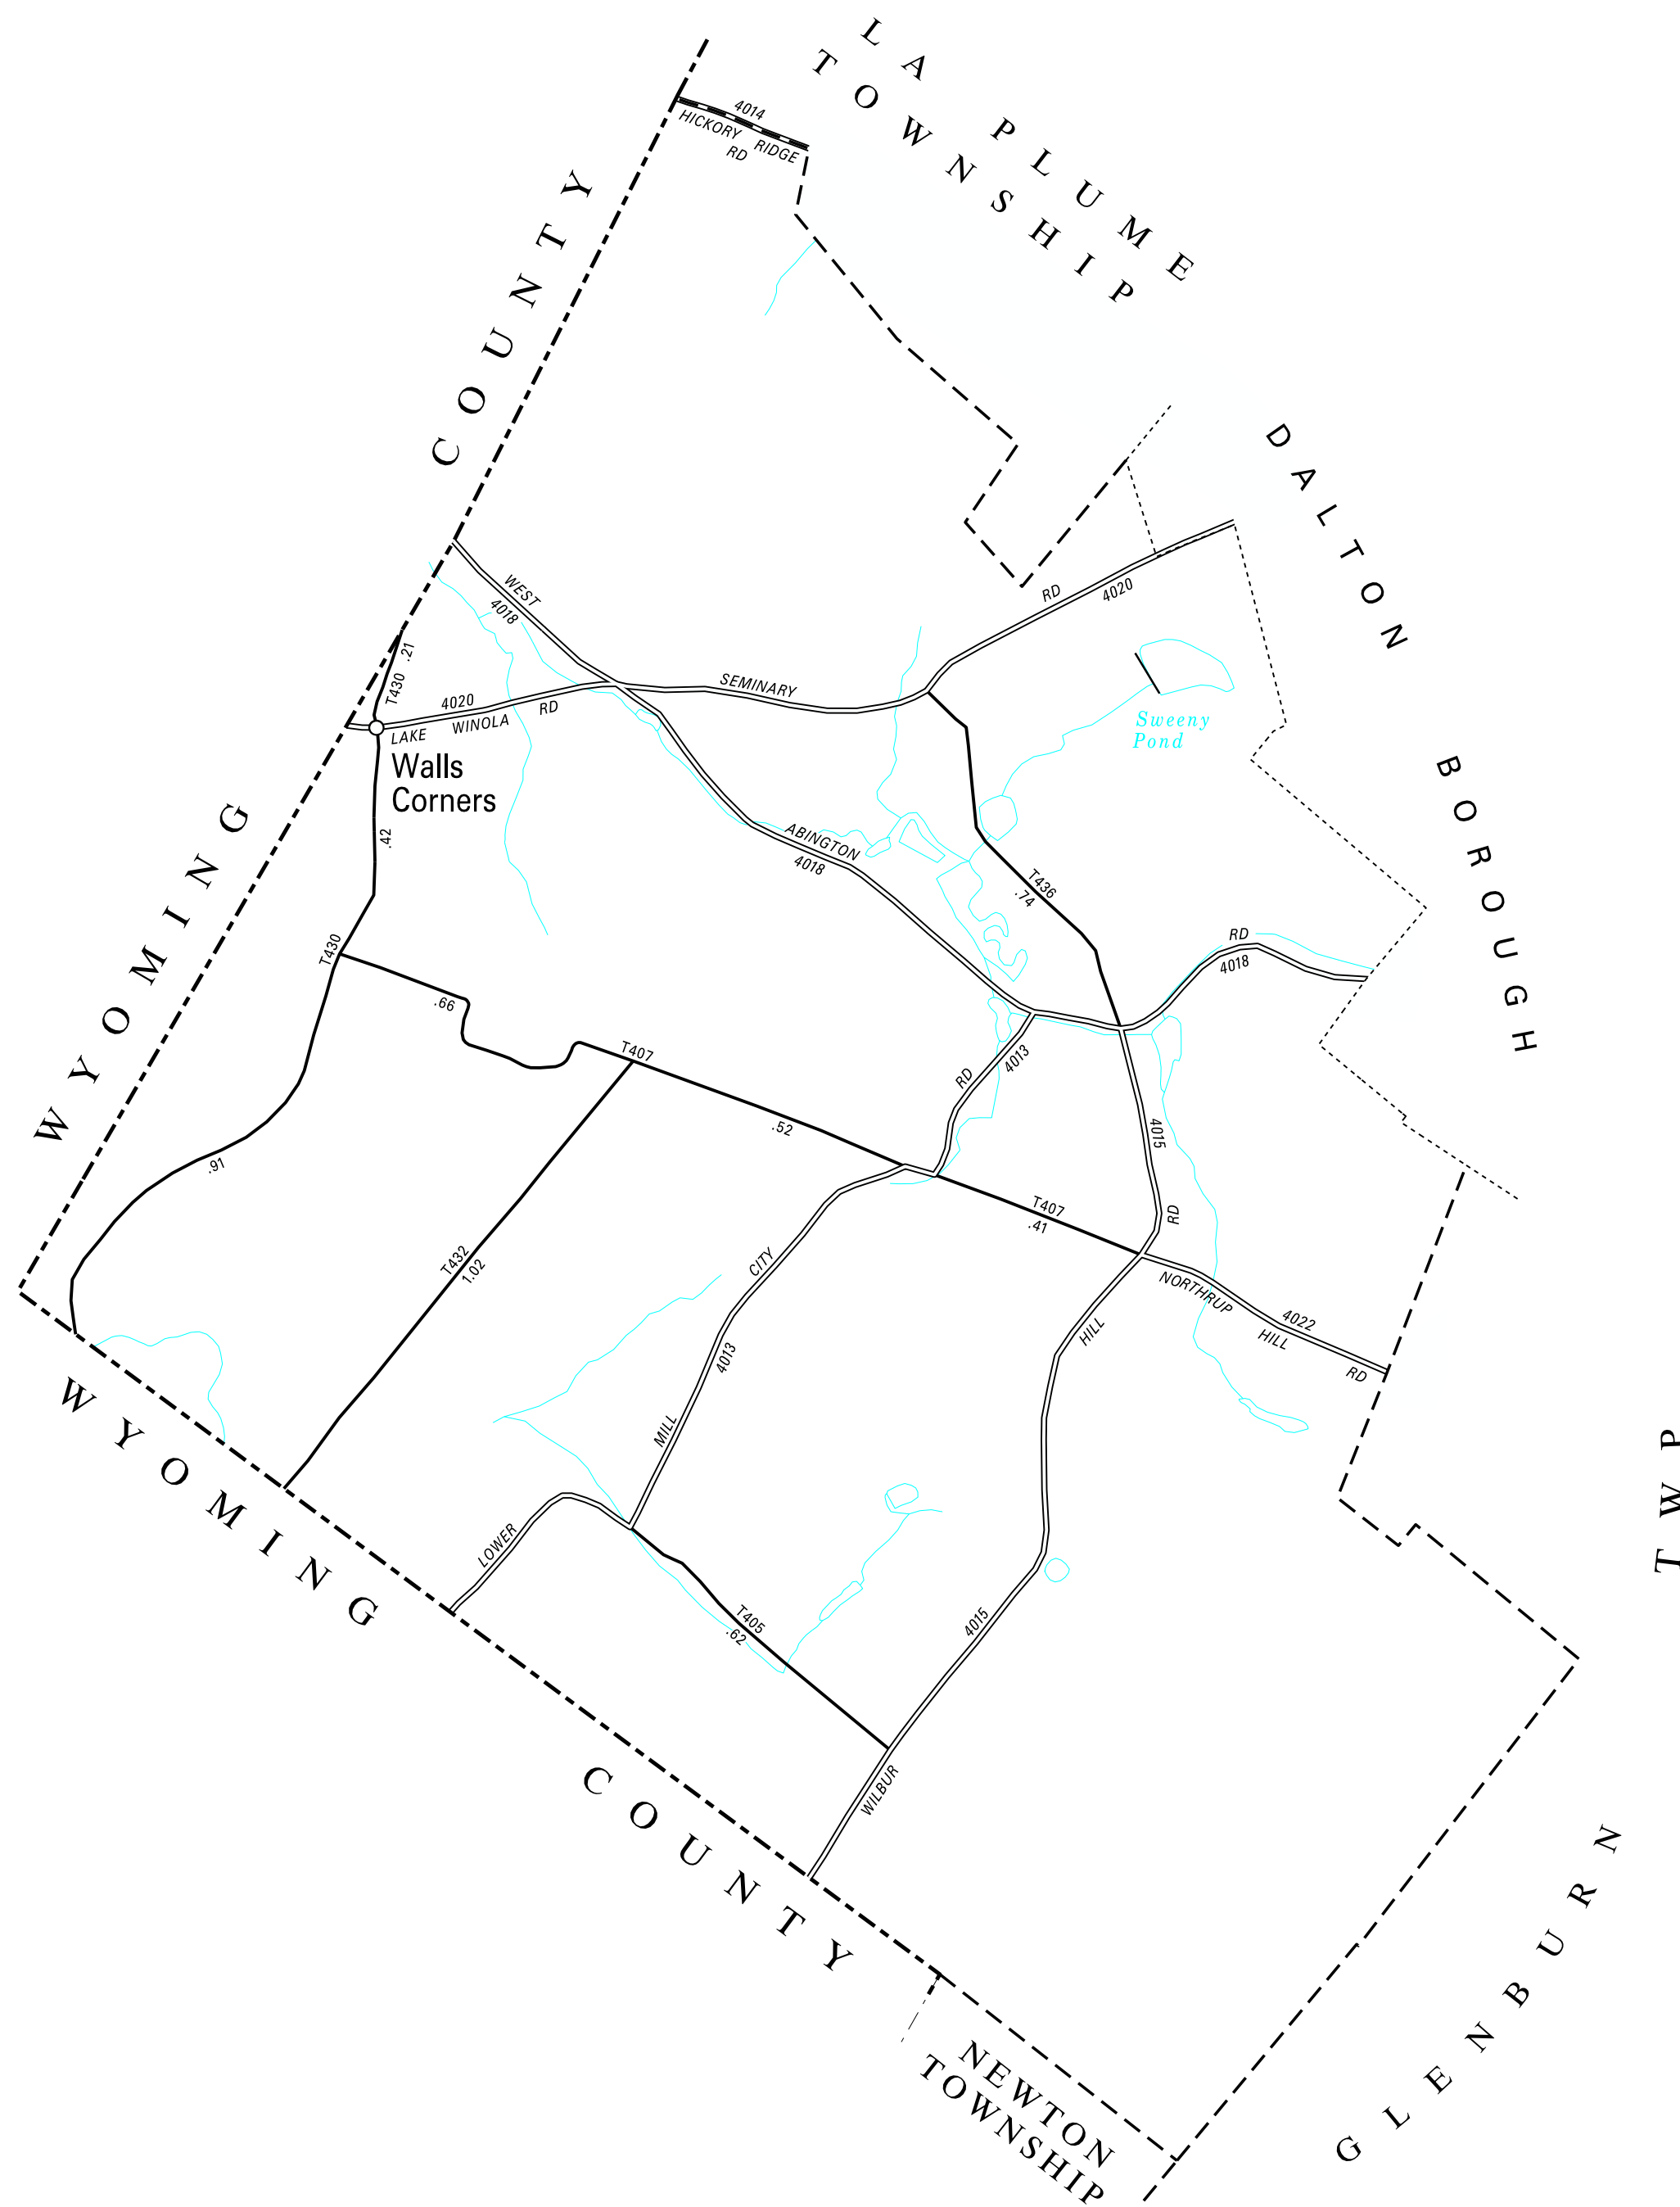 LA PLUME
TOWNSHIP
4014
HICKORY RIDGE
RD
COUNTY
WYOMING
DALTON BOROUGH
WEST
4018
RD
4020
.21
T430
SEMINARY
4020
LAKE WINOLA RD
Walls
Corners
Sweeny
Pond
.42
ABINGTON
4018
T436
.74
RD
4018
T430
.66
T407
.52
RD
4013
4015
RD
.91
T407
.41
T432
1.02
CITY
NORTHRUP
HILL
4022
RD
HILL
4013
MILL
WYOMING
LOWER
T405
.62
4015
WILBUR
COUNTY
TWP
GLENBURN
NEWTON
TOWNSHIP